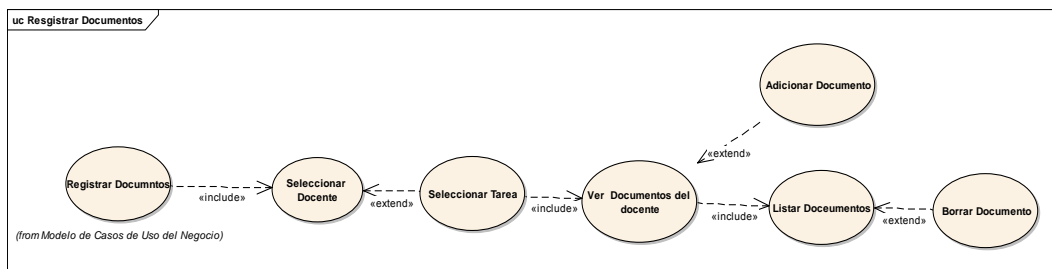 uc Resgistrar Documentos
Adicionar Documento
«extend»
Registrar Documntos
«include»
Seleccionar
Docente
«extend»
Seleccionar Tarea
«include»
Ver Documentos del
docente
«include»
Listar Doceumentos
«extend»
Borrar Documento
(from Modelo de Casos de Uso del Negocio)